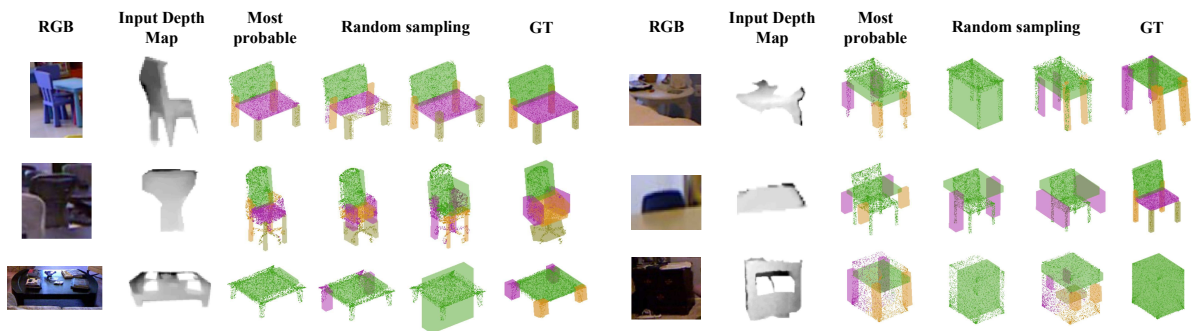 RGB
Input Depth
Map
Most
probable
Random sampling
GT
RGB
Input Depth
Map
Most
probable
Random sampling
GT